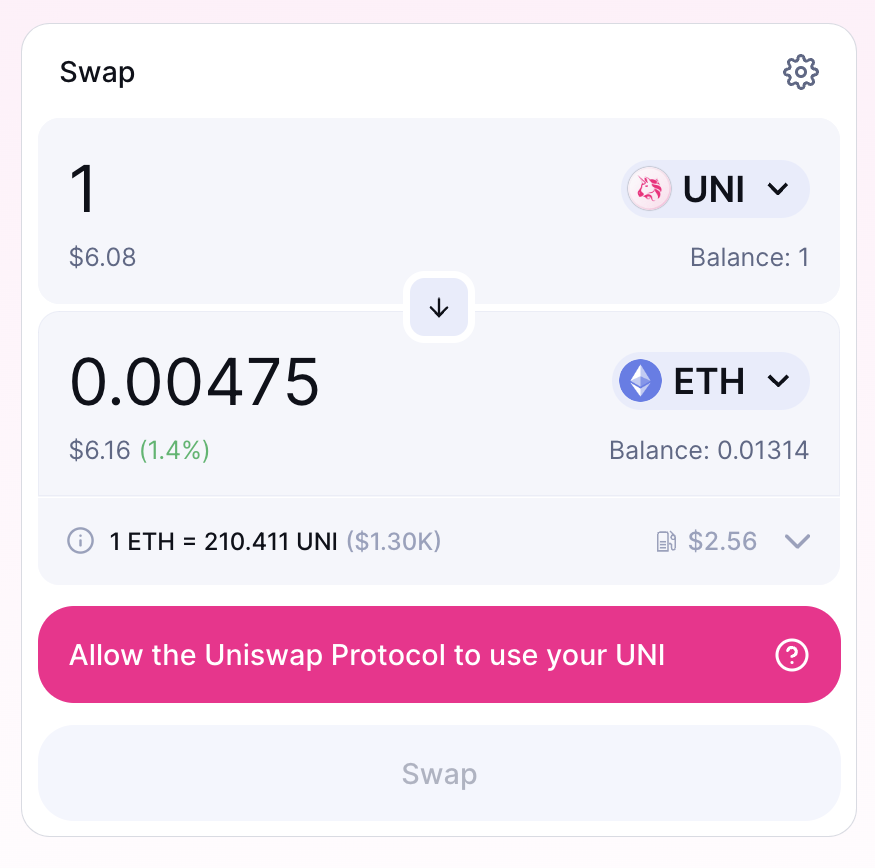 Swap
1 UNI
$6.08 Balance: 1
0.00475 ETH
$6.16 (1.4%) Balance: 0.01314
1 ETH = 210.411 UNI ($1.30K) $2.56
Allow the Uniswap Protocol to use your UNI
Swap